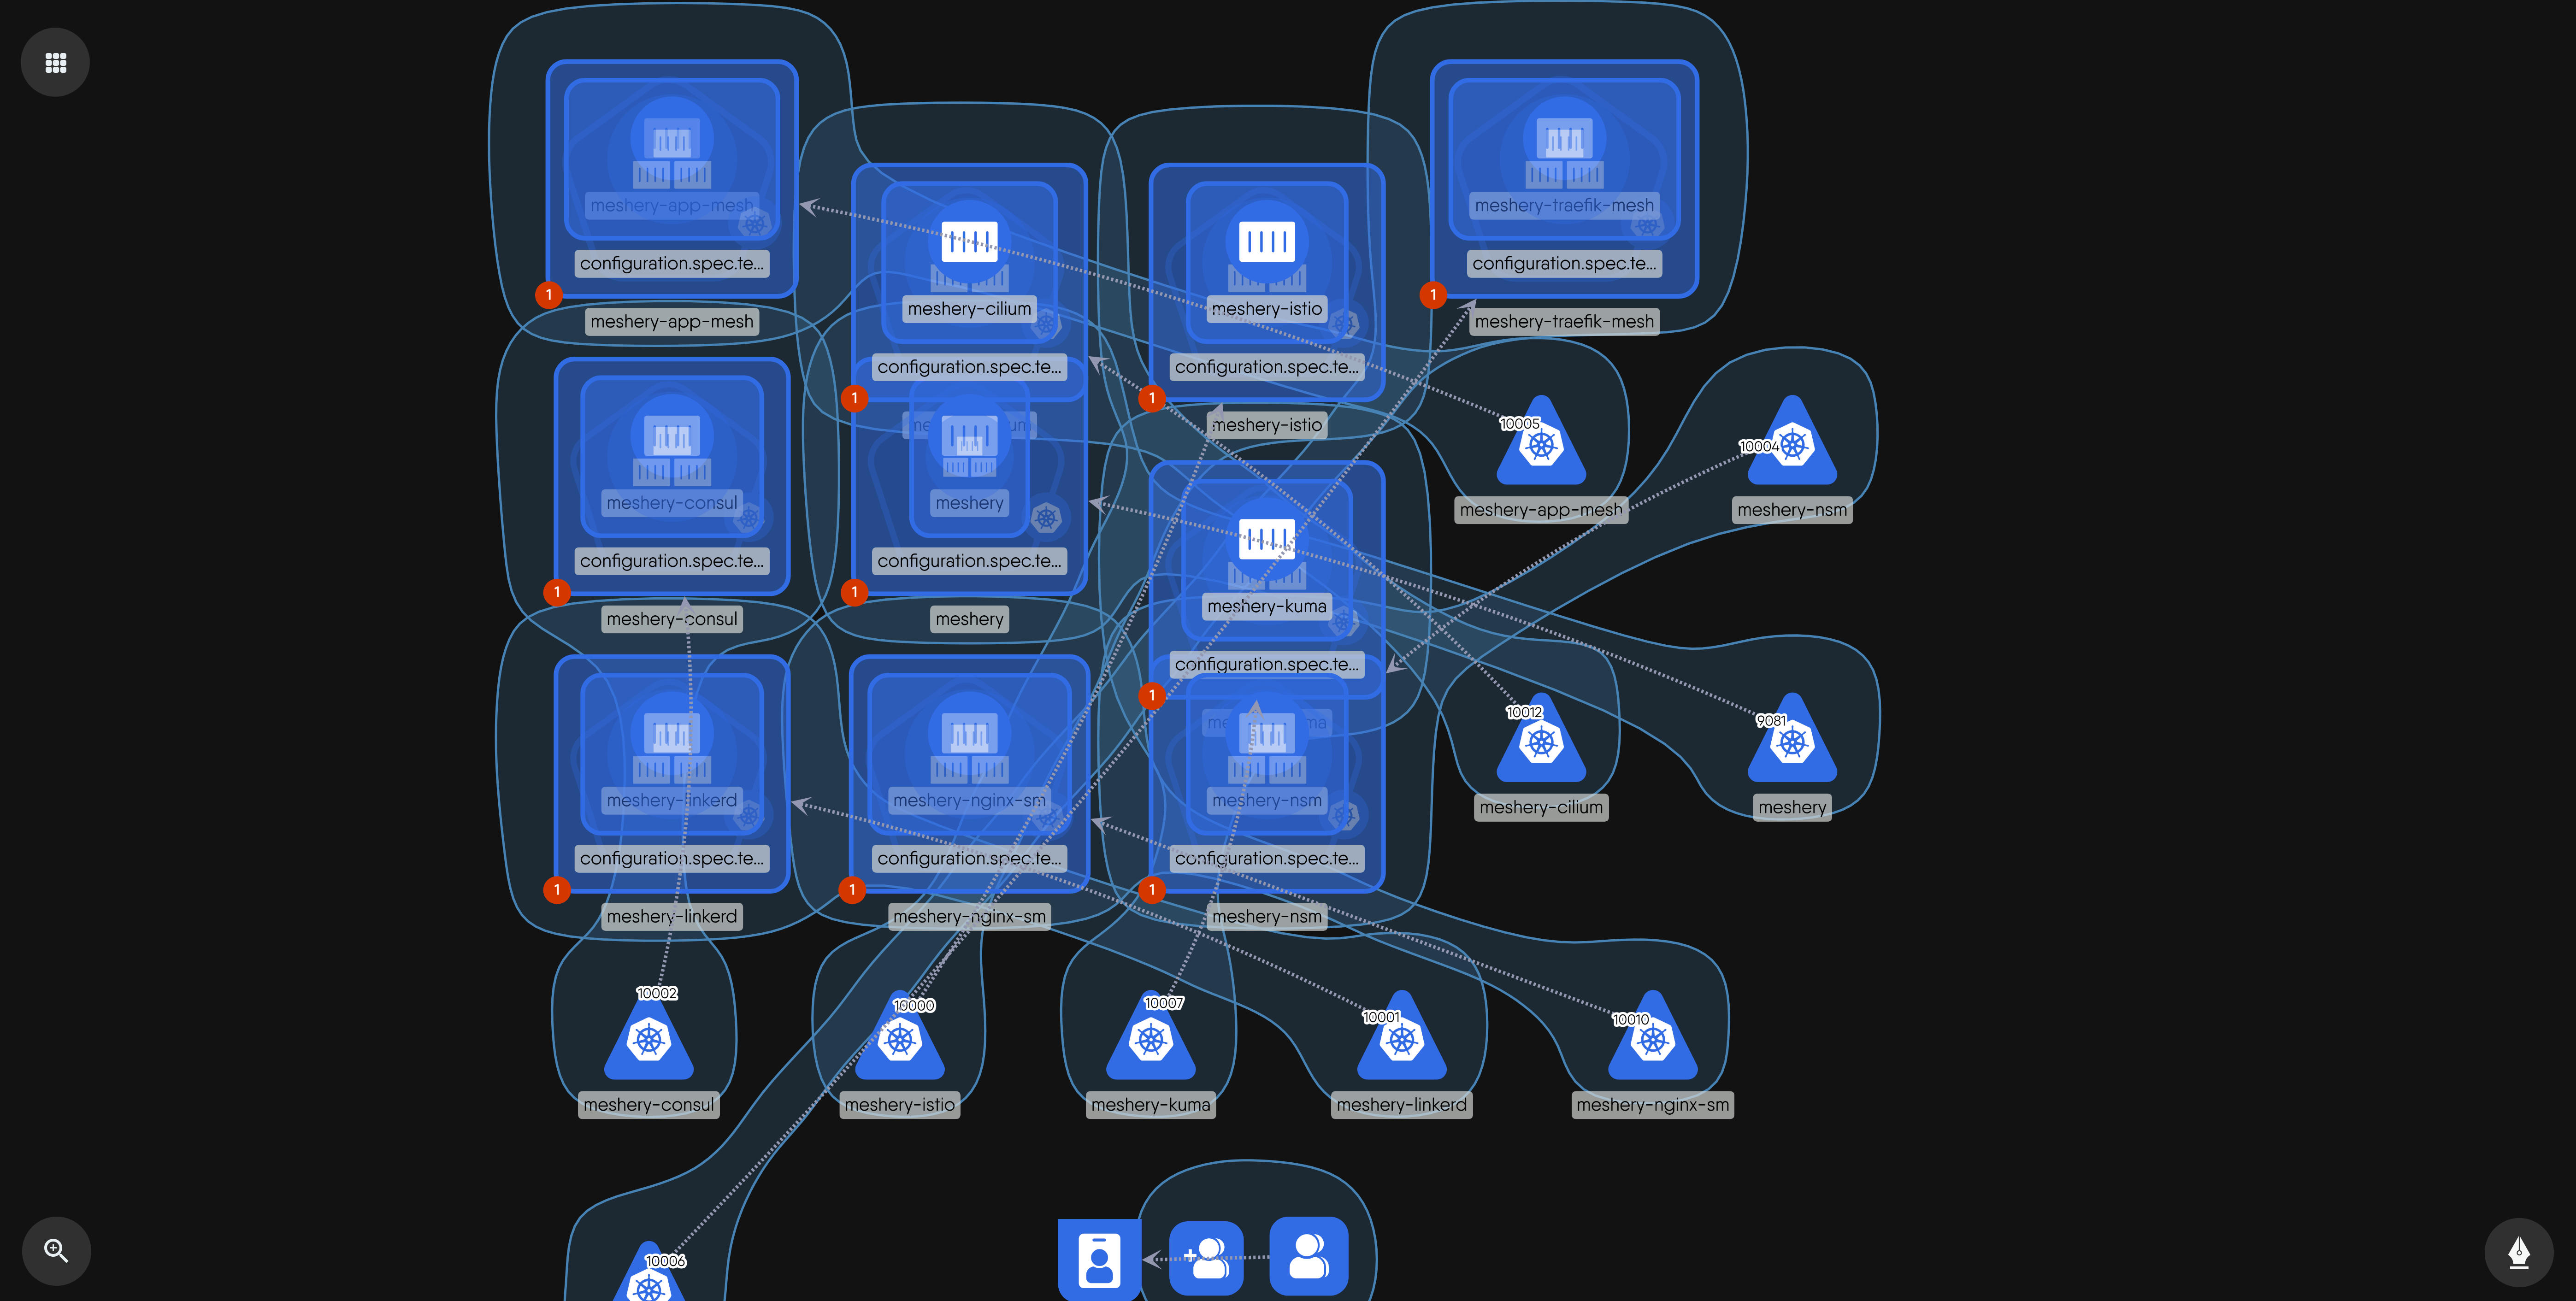 meshery-app-mesh
configuration.spec.te...
1
meshery-app-mesh
meshery-cilium
configuration.spec.te...
1
meshery-istio
configuration.spec.te...
1
meshery-istio
meshery-traefik-mesh
configuration.spec.te...
1
meshery-traefik-mesh
meshery-consul
configuration.spec.te...
1
meshery-consul
meshery
configuration.spec.te...
1
meshery
meshery-kuma
configuration.spec.te...
1
10005
meshery-app-mesh
10004
meshery-nsm
meshery-linkerd
configuration.spec.te...
1
meshery-linkerd
meshery-nginx-sm
configuration.spec.te...
1
meshery-nginx-sm
meshery-nsm
configuration.spec.te...
1
meshery-nsm
10012
meshery-cilium
9081
meshery
10002
meshery-consul
10000
meshery-istio
10007
meshery-kuma
10001
meshery-linkerd
10010
meshery-nginx-sm
10006